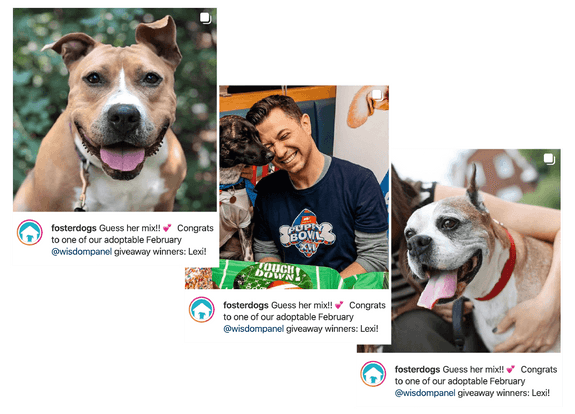 fosterdogs Guess her mix!! 💕 Congrats
to one of our adoptable February
@wisdompanel giveaway winners: Lexi!
PUPPY
BOWL
XVI
TOUCH
DOWN!
fosterdogs Guess her mix!! 💕 Congrats
to one of our adoptable February
@wisdompanel giveaway winners: Lexi!
fosterdogs Guess her mix!! 💕 Congrats
to one of our adoptable February
@wisdompanel giveaway winners: Lexi!